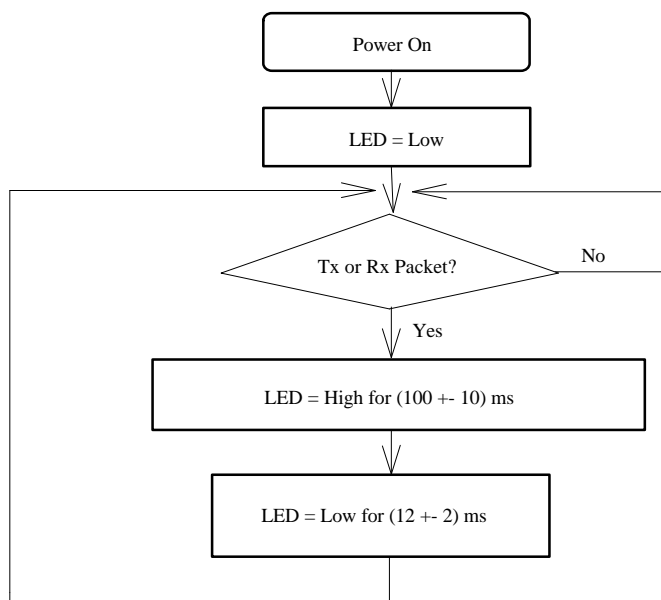 Power On
LED = Low
Tx or Rx Packet?
No
Yes
LED = High for (100 +- 10) ms
LED = Low for (12 +- 2) ms